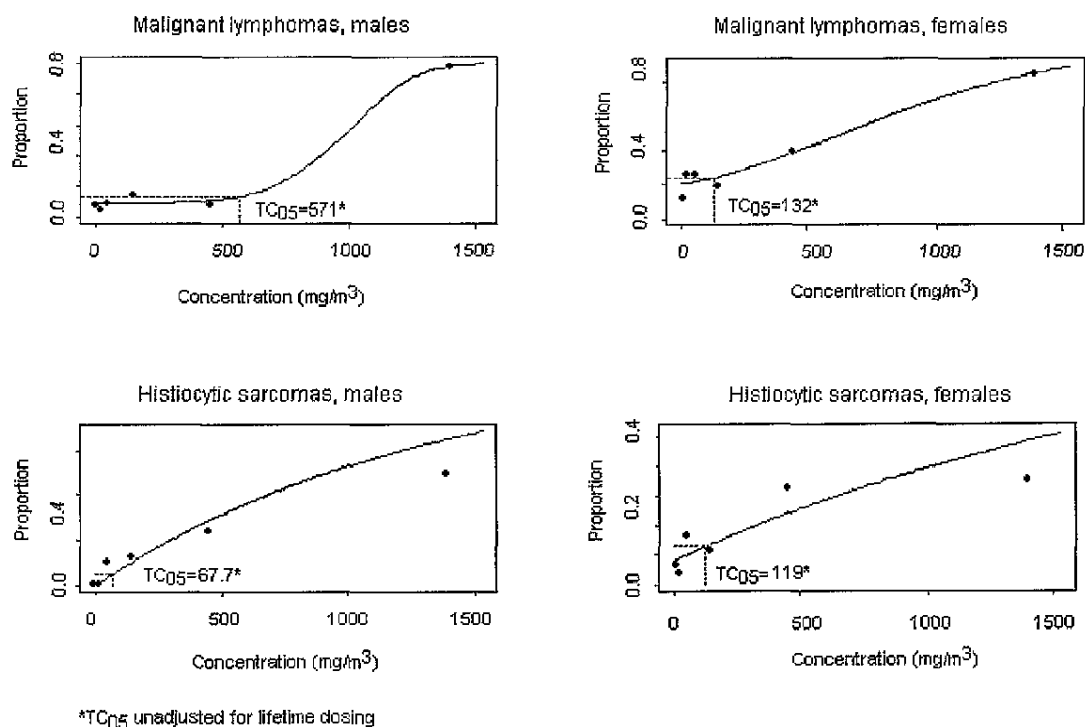 Malignant lymphomas, males
Proportion
0.8
0.4
0.0
TC05=571*
0 500 1000 1500
Concentration (mg/m3)
Malignant lymphomas, females
Proportion
0.8
0.4
0.0
TC05=132*
0 500 1000 1500
Concentration (mg/m3)
Histiocytic sarcomas, males
Proportion
0.4
0.0
TC05=67.7*
0 500 1000 1500
Concentration (mg/m3)
Histiocytic sarcomas, females
Proportion
0.4
0.2
0.0
TC05=119*
0 500 1000 1500
Concentration (mg/m3)
*TC05 unadjusted for lifetime dosing